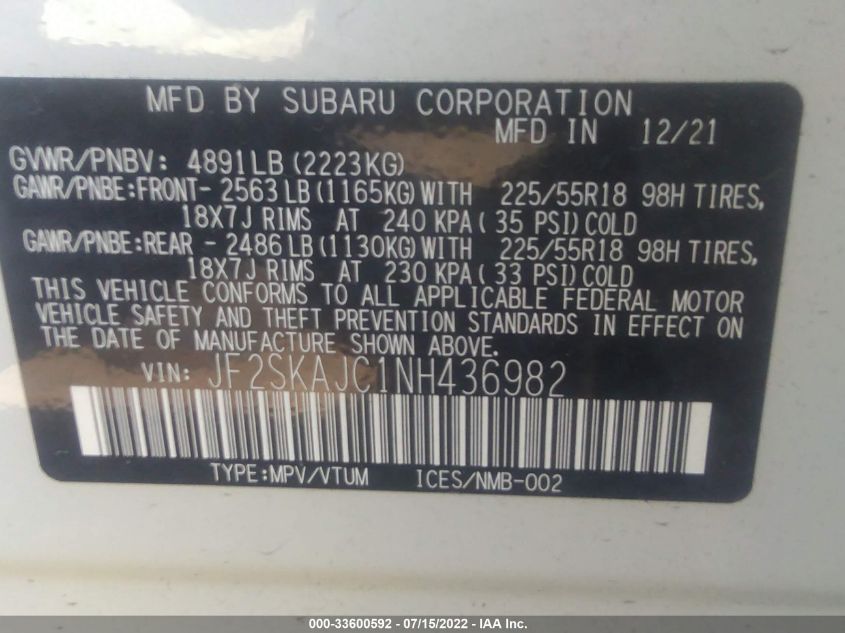 MFD BY SUBARU CORPORATION
MFD IN 12/21
GVWR/PNBV: 4891LB (2223KG)
GAWR/PNBE:FRONT- 2563 LB (1165KG) WITH 225/55R18 98H TIRES,
18X7J RIMS AT 240 KPA ( 35 PSI) COLD
GAWR/PNBE:REAR - 2486 LB (1130KG) WITH 225/55R18 98H TIRES,
18X7J RIMS AT 230 KPA ( 33 PSI) COLD
THIS VEHICLE CONFORMS TO ALL APPLICABLE FEDERAL MOTOR
VEHICLE SAFETY AND THEFT PREVENTION STANDARDS IN EFFECT ON
THE DATE OF MANUFACTURE SHOWN ABOVE.
VIN: JF2SKAJC1NH436982
TYPE:MPV/VTUM ICES/NMB-002
000-33600592 - 07/15/2022 - IAA Inc.